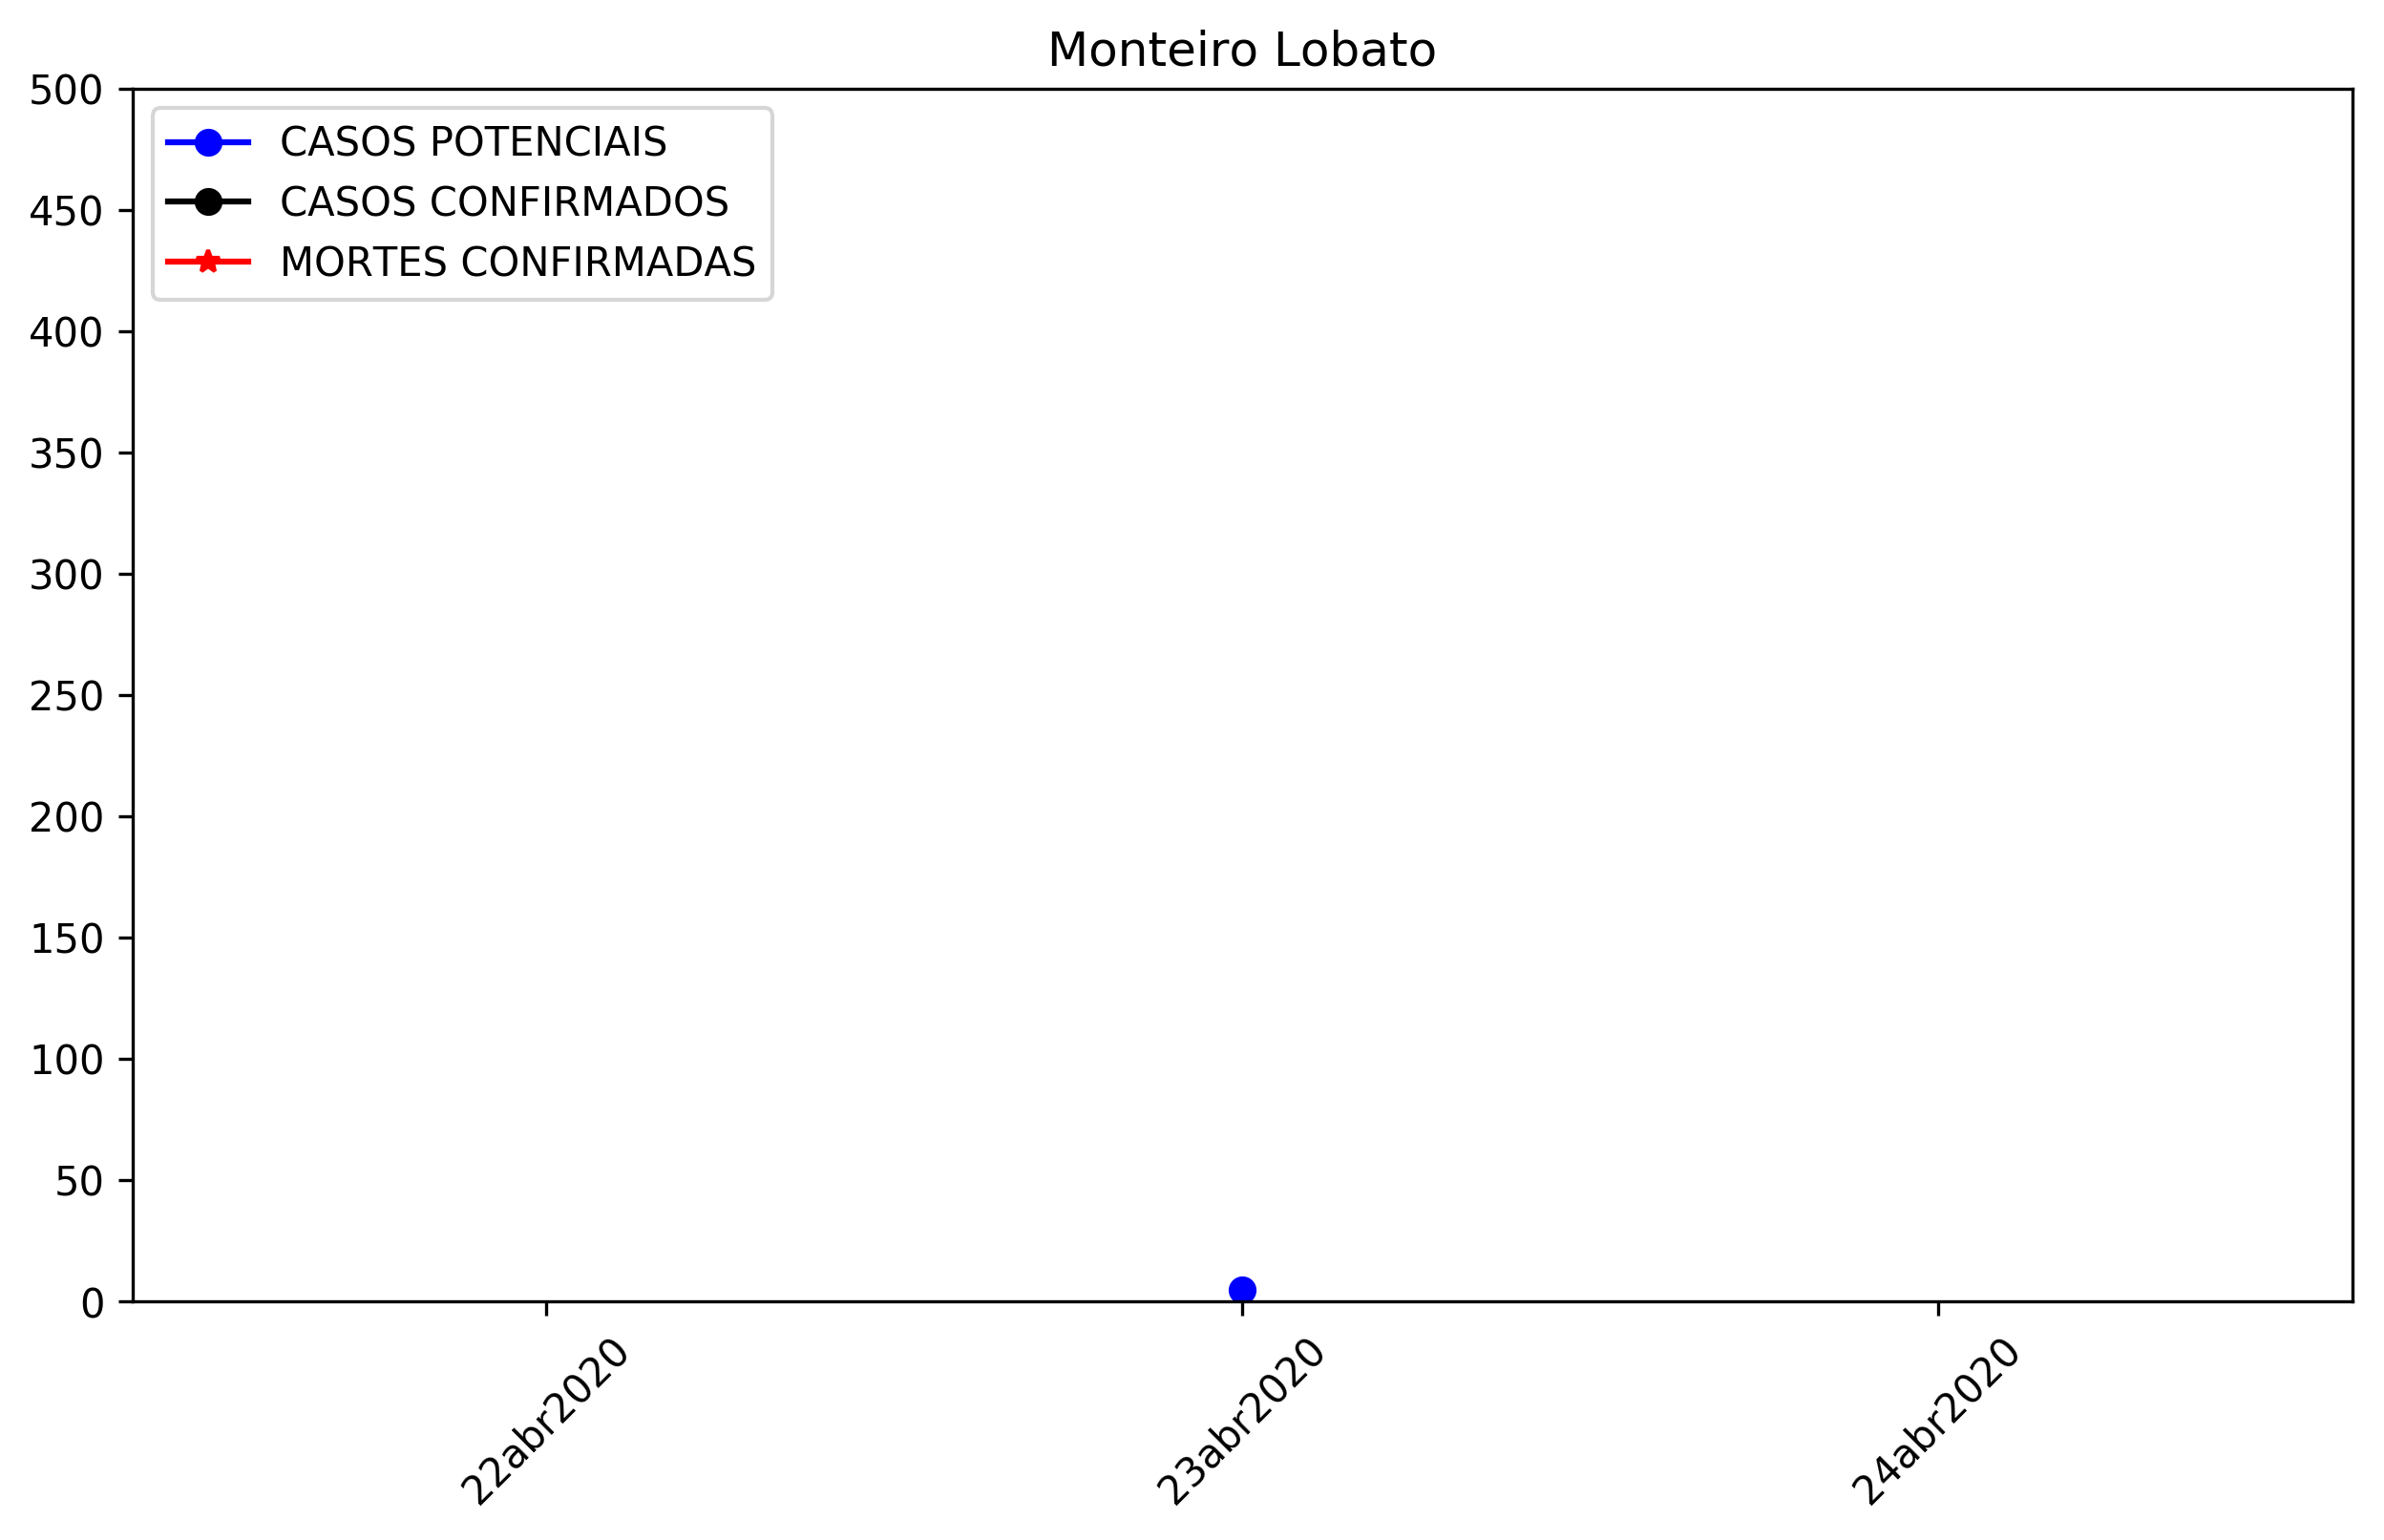 Monteiro Lobato
CASOS POTENCIAIS
CASOS CONFIRMADOS
MORTES CONFIRMADAS
500
450
400
350
300
250
200
150
100
50
0
22abr2020
23abr2020
24abr2020